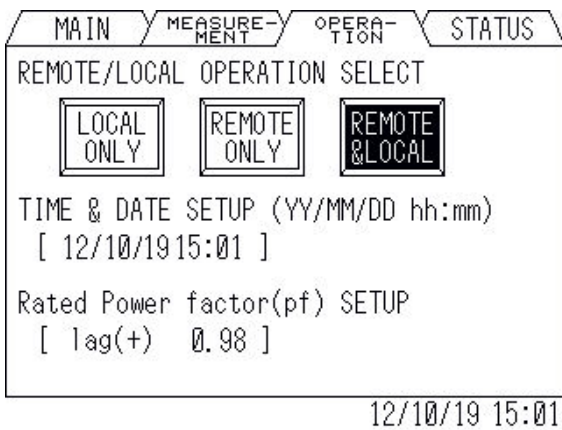 MAIN MEASURE-MENT OPERA-TION STATUS
REMOTE/LOCAL OPERATION SELECT
LOCAL ONLY REMOTE ONLY REMOTE &LOCAL
TIME & DATE SETUP (YY/MM/DD hh:mm)
[ 12/10/19 15:01 ]
Rated Power factor(pf) SETUP
[ lag(+) 0.98 ]
12/10/19 15:01